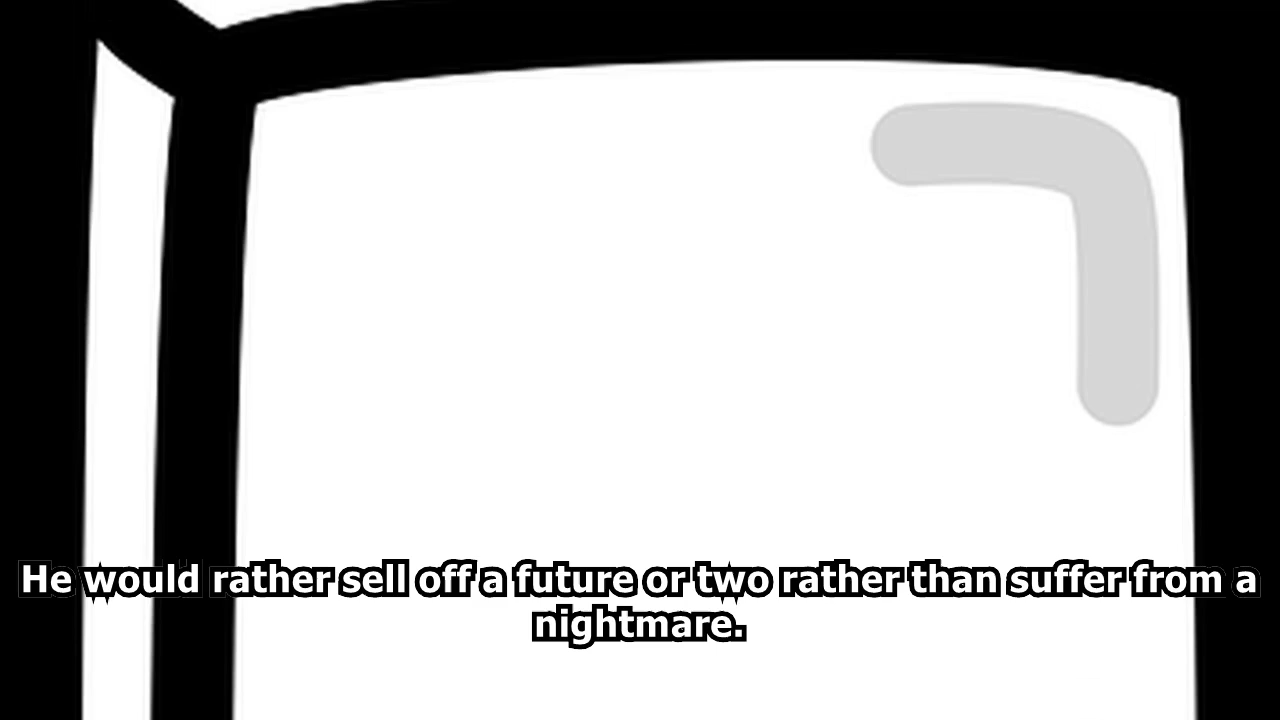 He would rather sell off a future or two rather than suffer from a
nightmare.